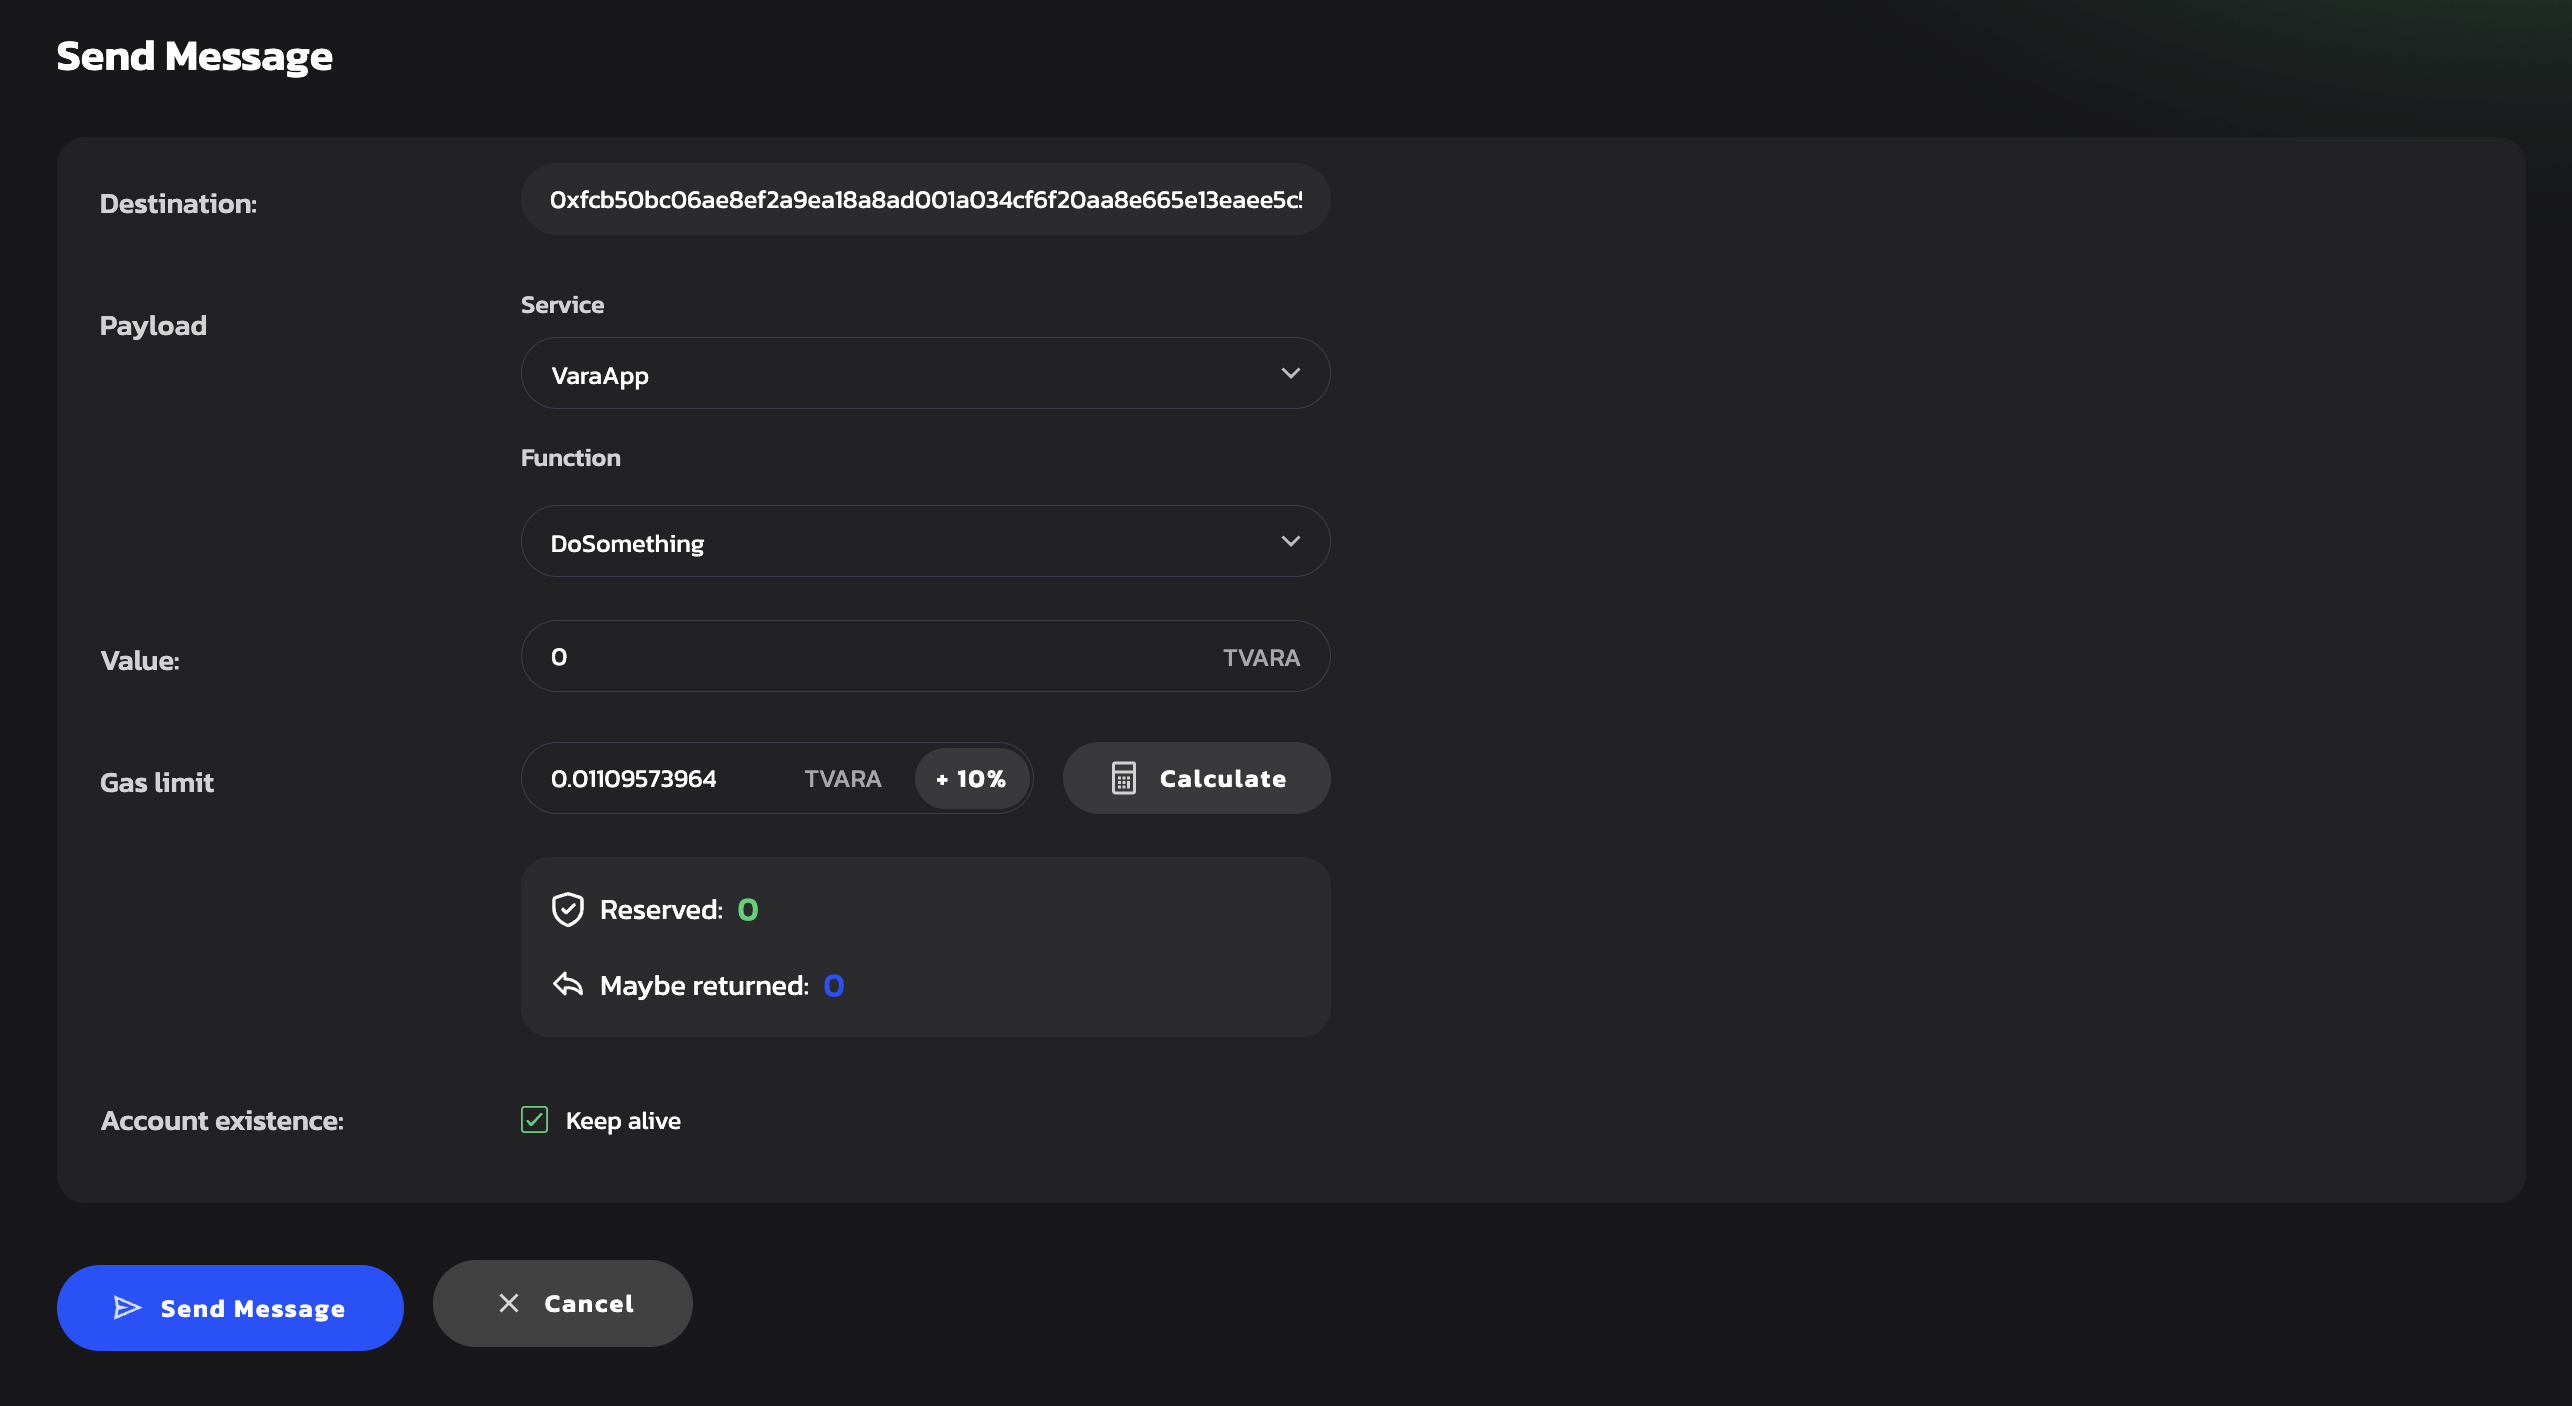 Send Message
Destination:
0xfcb50bc06ae8ef2a9ea18a8ad001a034cf6f20aa8e665e13eaee5c
Payload
Service
VaraApp
Function
DoSomething
Value:
0 TVARA
Gas limit
0.01109573964 TVARA + 10% Calculate
Reserved: 0
Maybe returned: 0
Account existence:
Keep alive
Send Message
Cancel